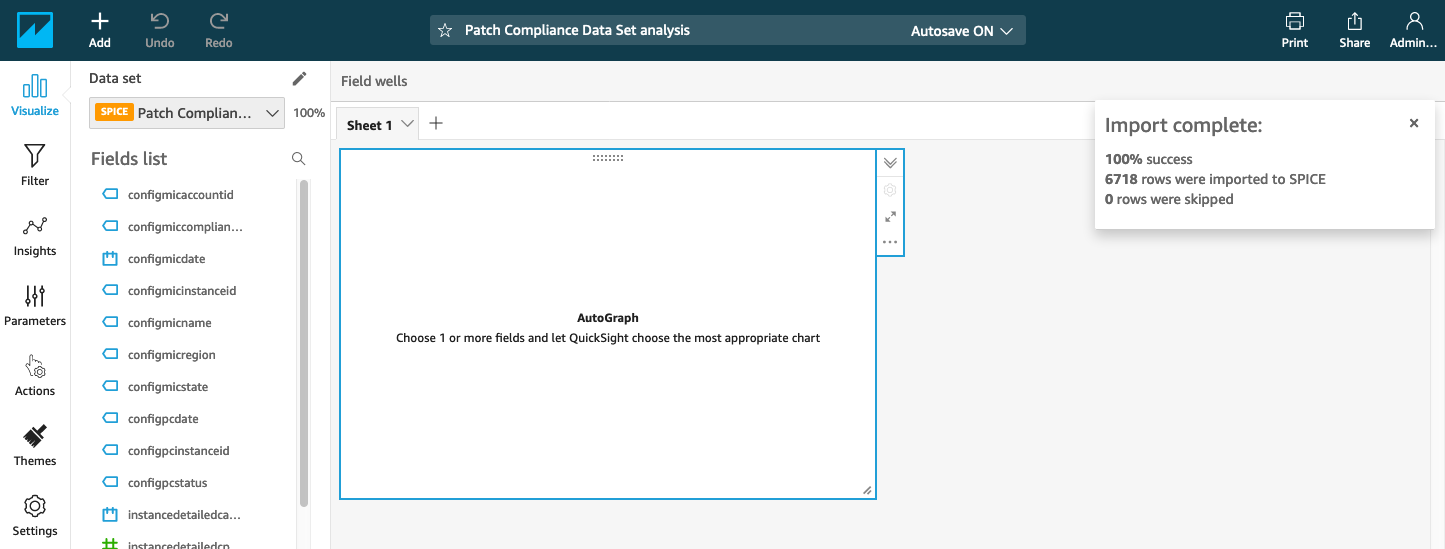 Add
Undo
Redo
Patch Compliance Data Set analysis
Autosave ON
Print
Share
Admin...
Visualize
Filter
Insights
Parameters
Actions
Themes
Settings
Data set
SPICE Patch Complian... 100%
Fields list
configmicaccountid
configmiccomplian...
configmicdate
configmicinstanceid
configmicname
configmicregion
configmicstate
configpcdate
configpcinstanceid
configpcstatus
instancedetailedca...
instancedetailedcp
Field wells
Sheet 1
AutoGraph
Choose 1 or more fields and let QuickSight choose the most appropriate chart
Import complete:
100% success
6718 rows were imported to SPICE
0 rows were skipped